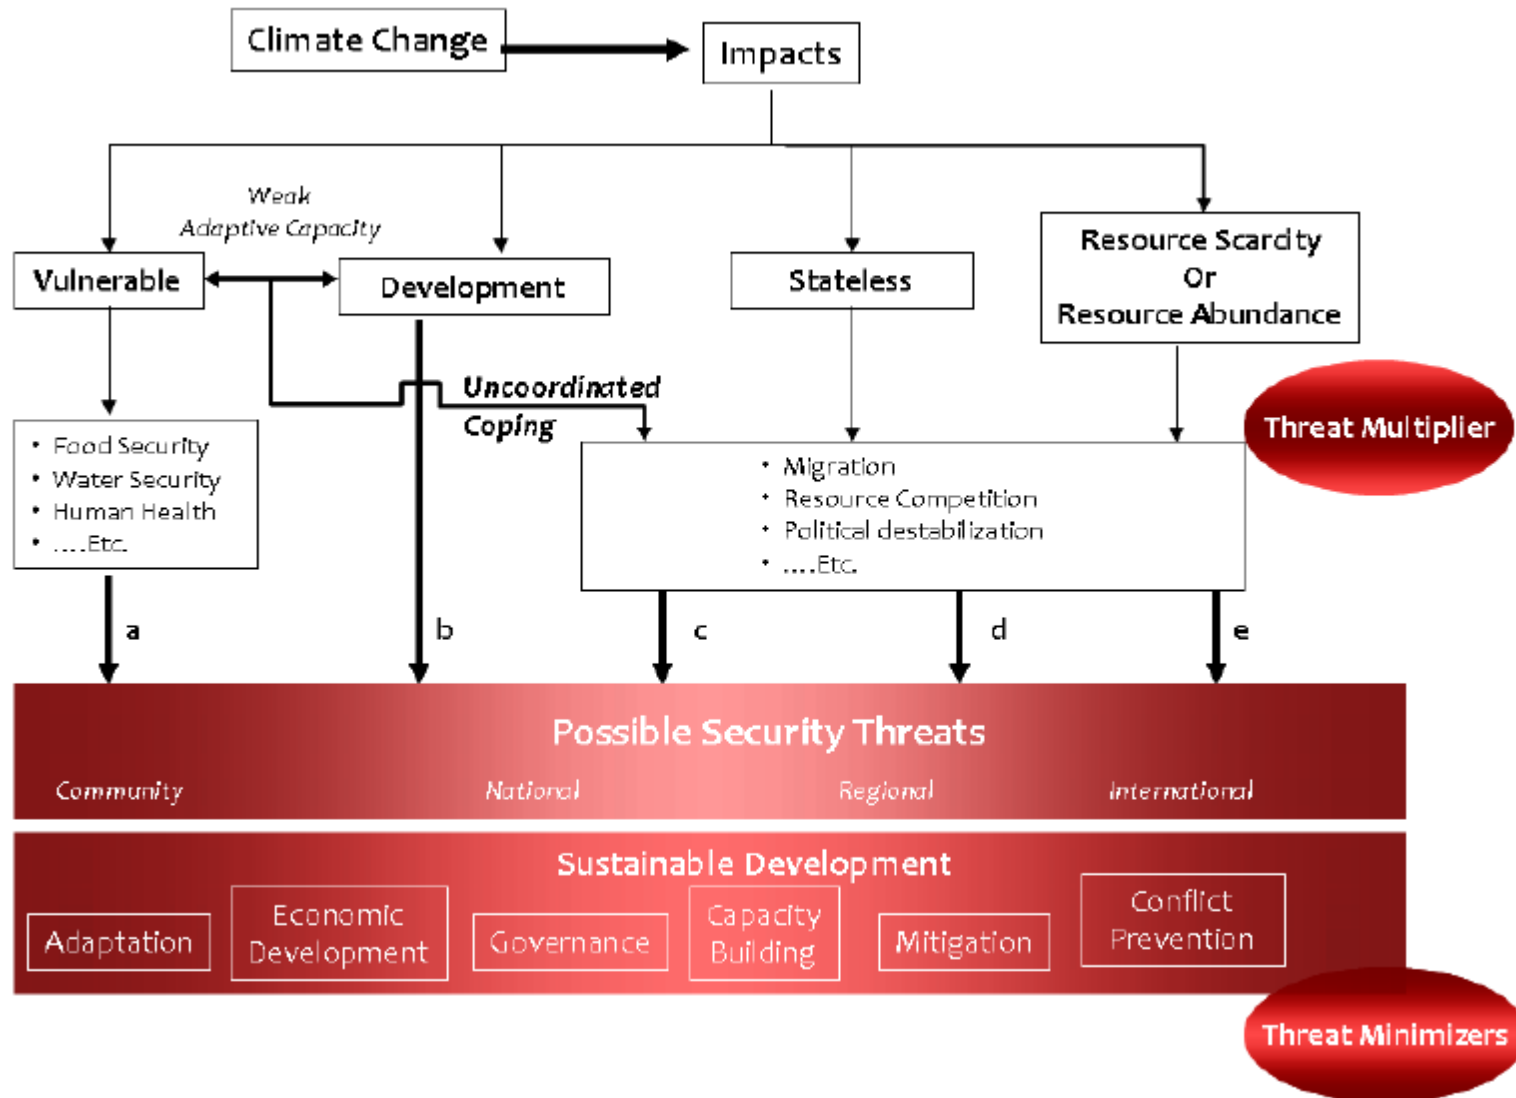 Climate Change
Impacts
Weak
Adaptive Capacity
Vulnerable
Development
Stateless
Resource Scarcity
Or
Resource Abundance
Uncoordinated
Coping
Threat Multiplier
• Food Security
• Water Security
• Human Health
• ....Etc.
• Migration
• Resource Competition
• Political destabilization
• ....Etc.
a
b
c
d
e
Possible Security Threats
Community
National
Regional
International
Sustainable Development
Adaptation
Economic
Development
Governance
Capacity
Building
Mitigation
Conflict
Prevention
Threat Minimizers